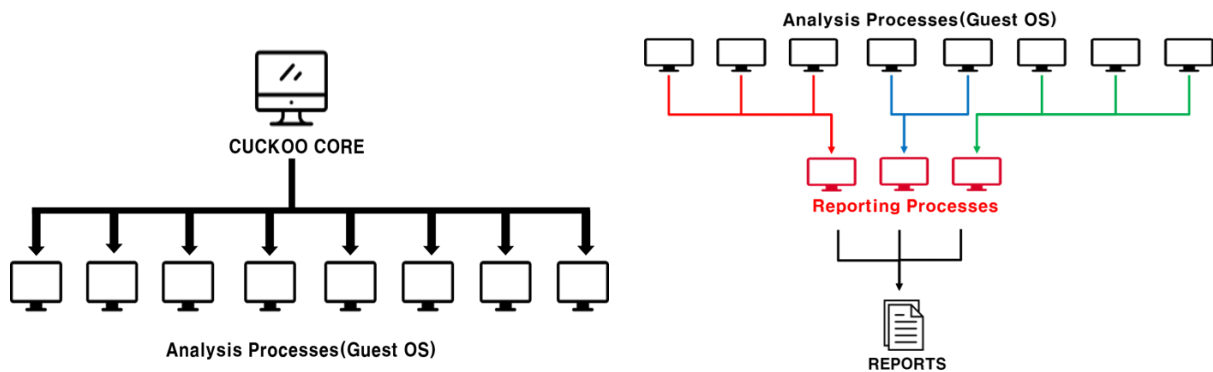 CUCKOO CORE
Analysis Processes(Guest OS)
Analysis Processes(Guest OS)
Reporting Processes
REPORTS